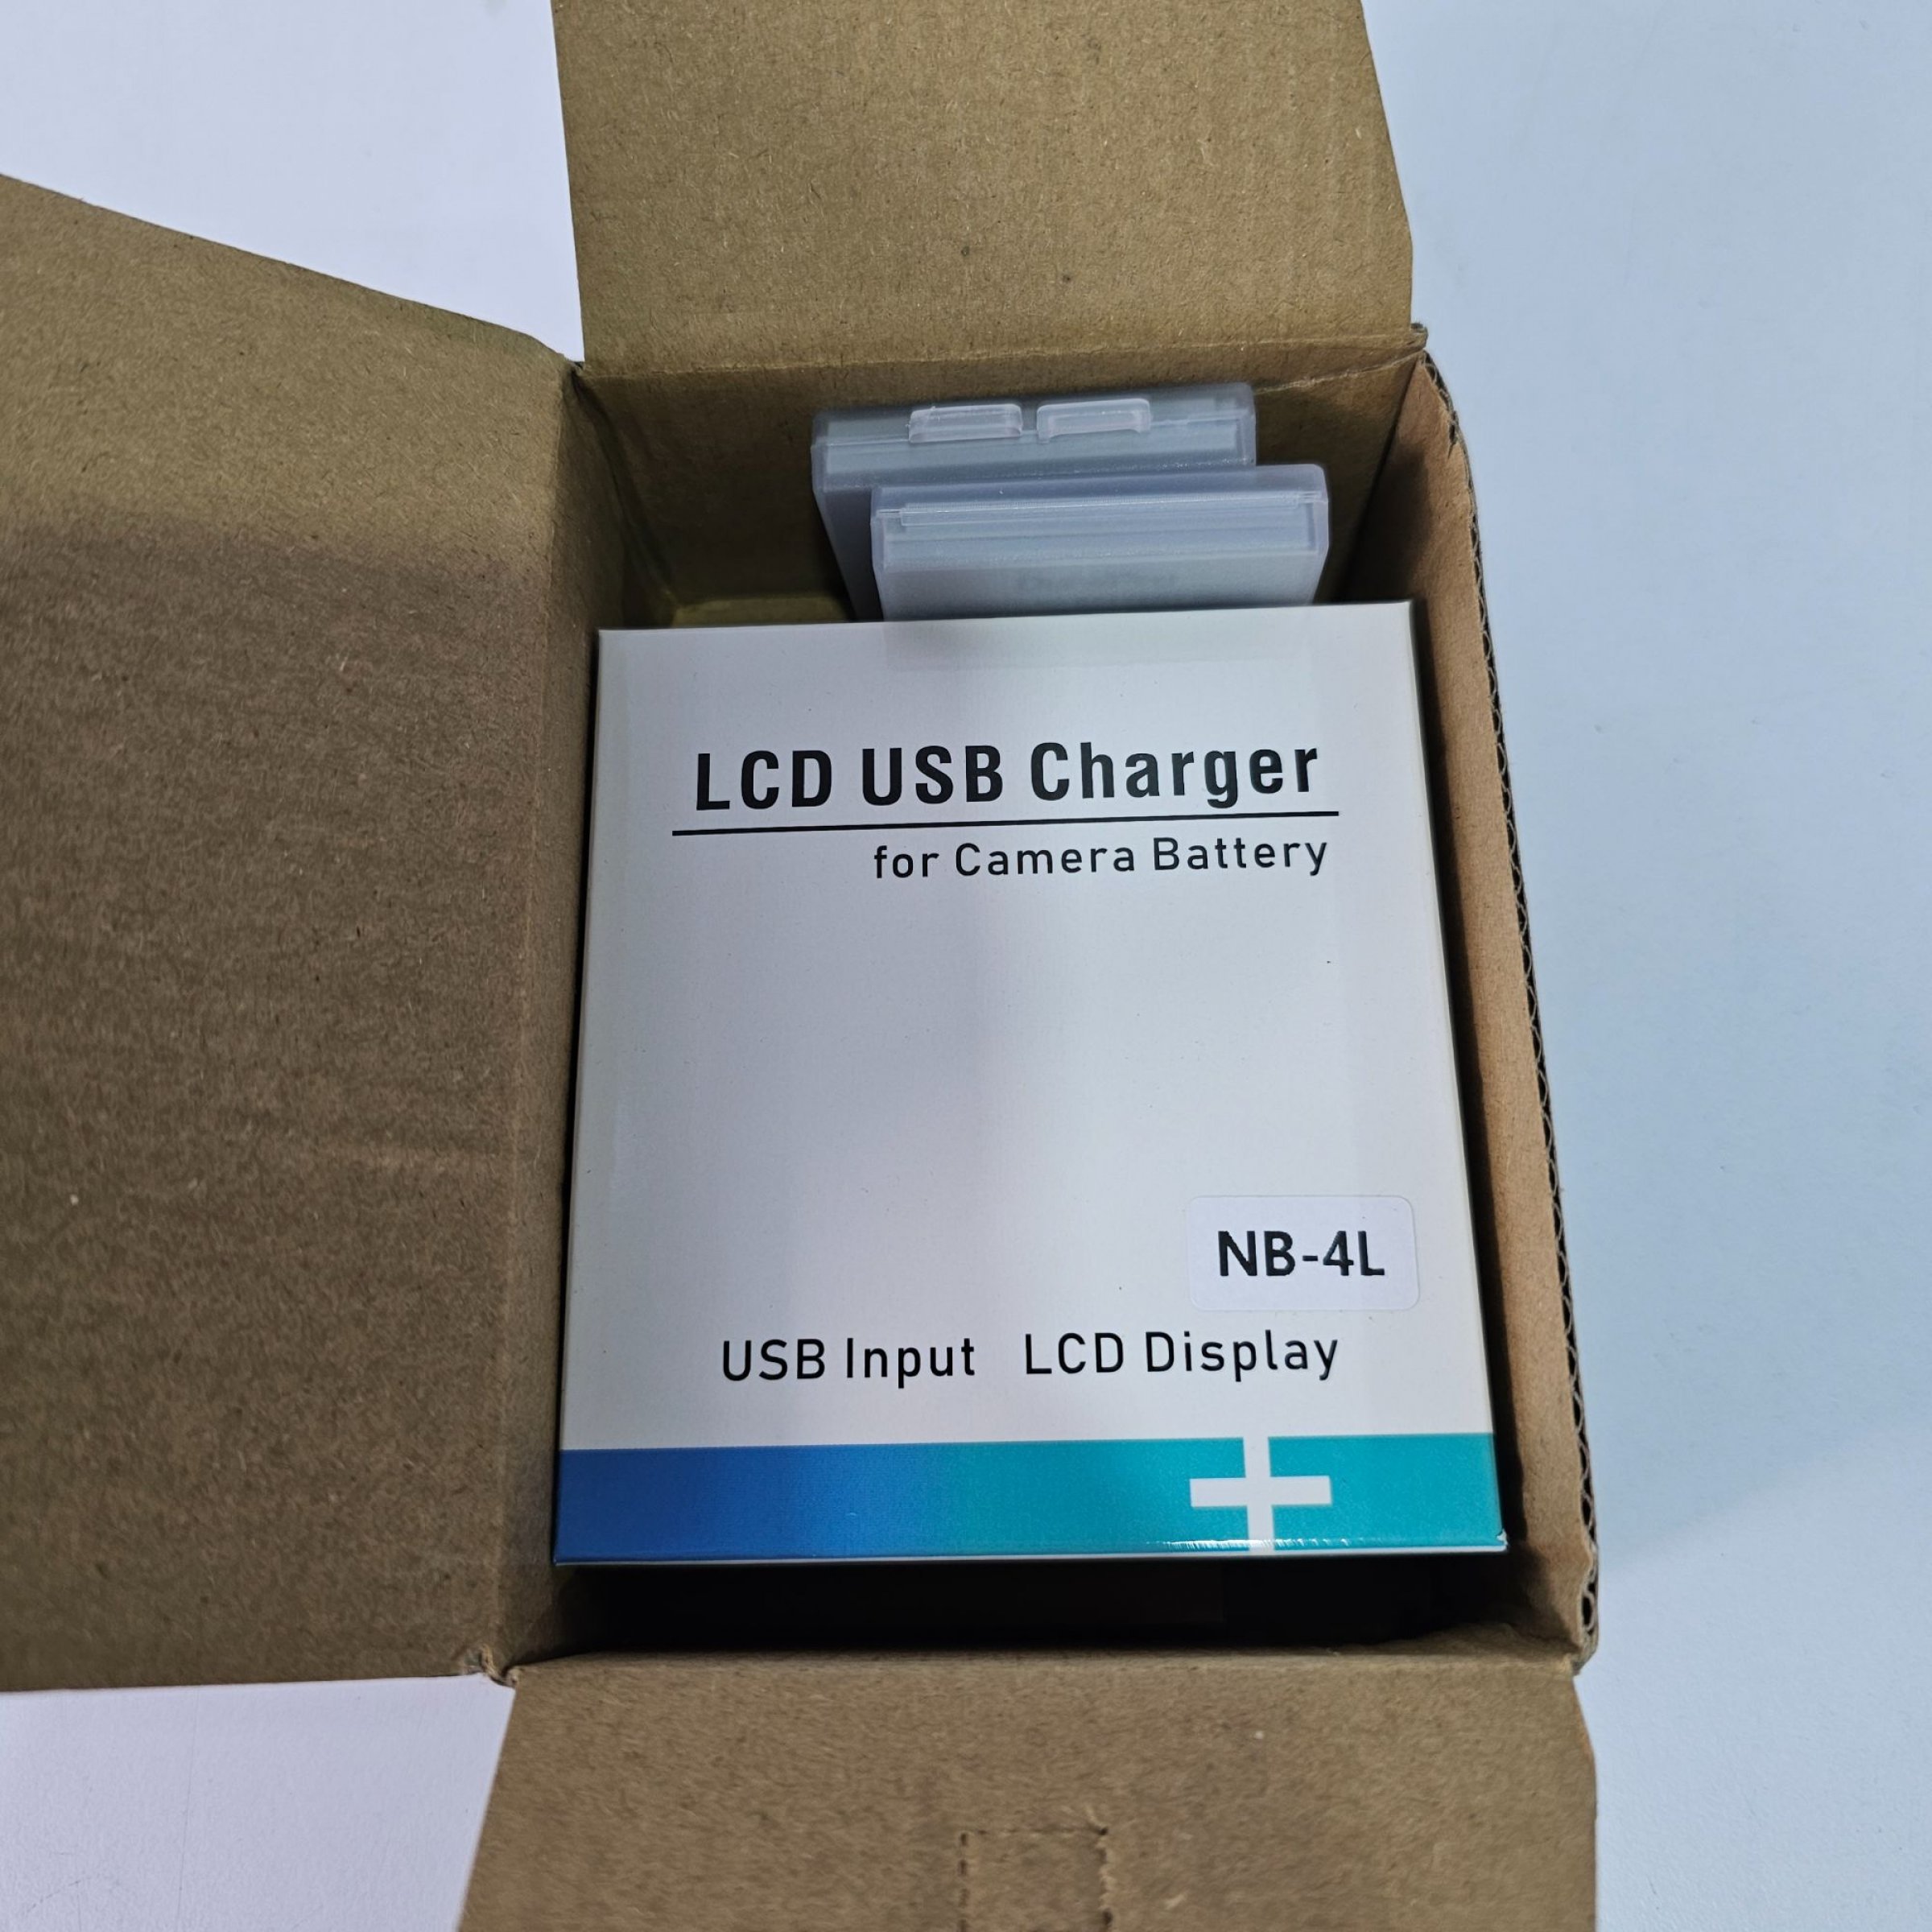 LCD USB Charger
for Camera Battery
NB-4L
USB Input LCD Display